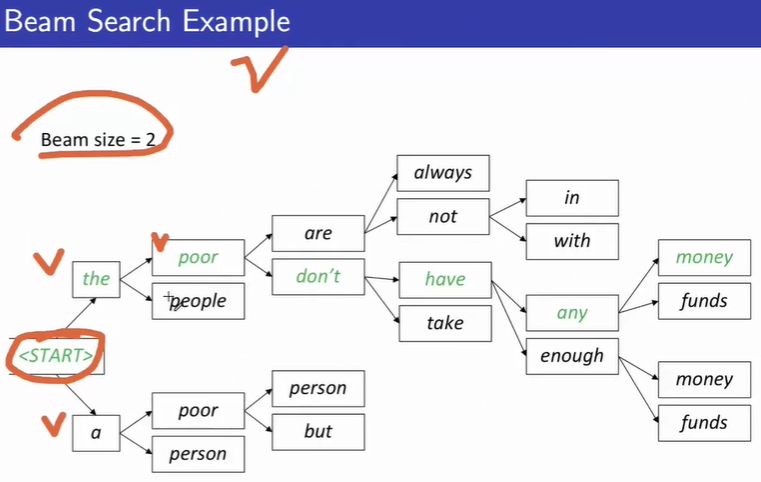 Beam Search Example
Beam size = 2
always
not
in
with
are
don't
poor
people
the
have
take
any
enough
money
funds
money
funds
<START>
a
poor
person
person
but